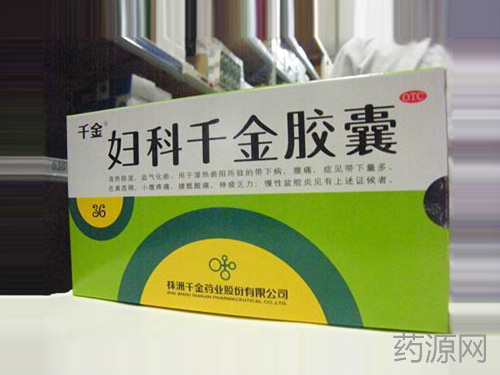 千金
OTC
妇科千金胶囊
清热除湿，益气化瘀。用于湿热瘀阻所致的带下病，腹痛，症见带下量多、
色黄质稠，小腹疼痛，腰骶酸痛，神疲乏力；慢性盆腔炎见有上述证候者。
36
株洲千金药业股份有限公司
ZHU ZHOU QIANJIN PHARMACEUTICAL CO.,LTD.
药源网